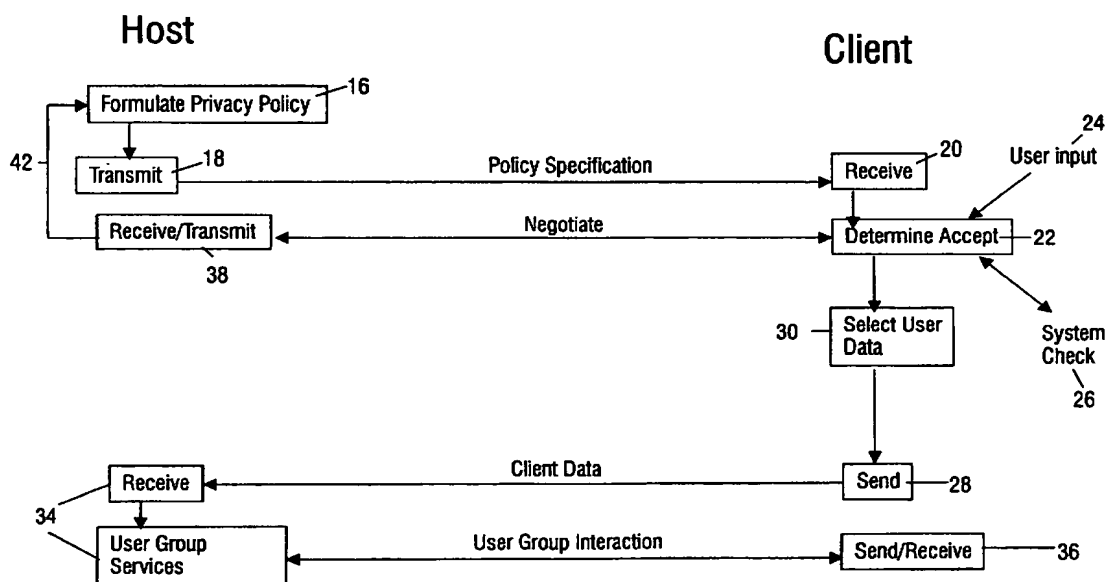 Host
Client
Formulate Privacy Policy
16
24
User input
42
Transmit
18
Policy Specification
Receive
20
Receive/Transmit
38
Negotiate
Determine Accept
22
30
Select User
Data
System
Check
26
Receive
Client Data
Send
28
34
User Group
Services
User Group Interaction
Send/Receive
36